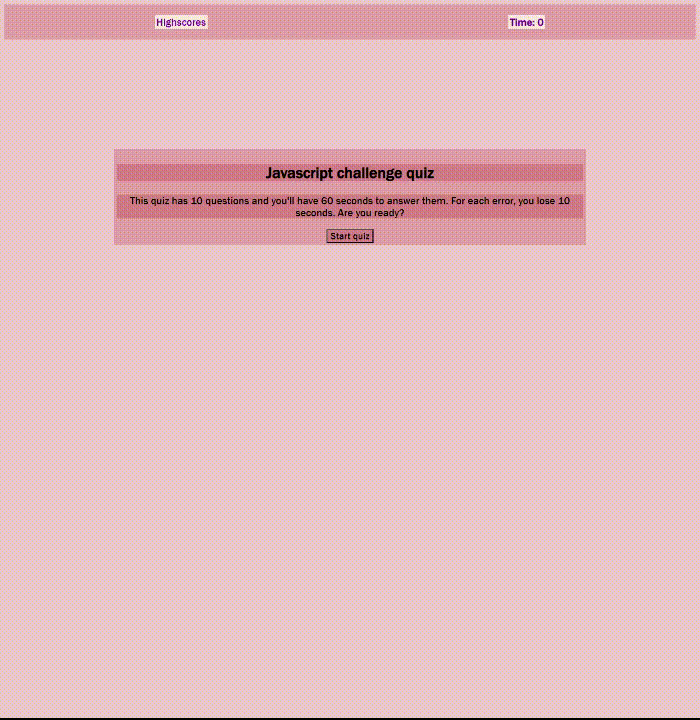 Highscores
Time: 0
Javascript challenge quiz
This quiz has 10 questions and you'll have 60 seconds to answer them. For each error, you lose 10
seconds. Are you ready?
Start quiz